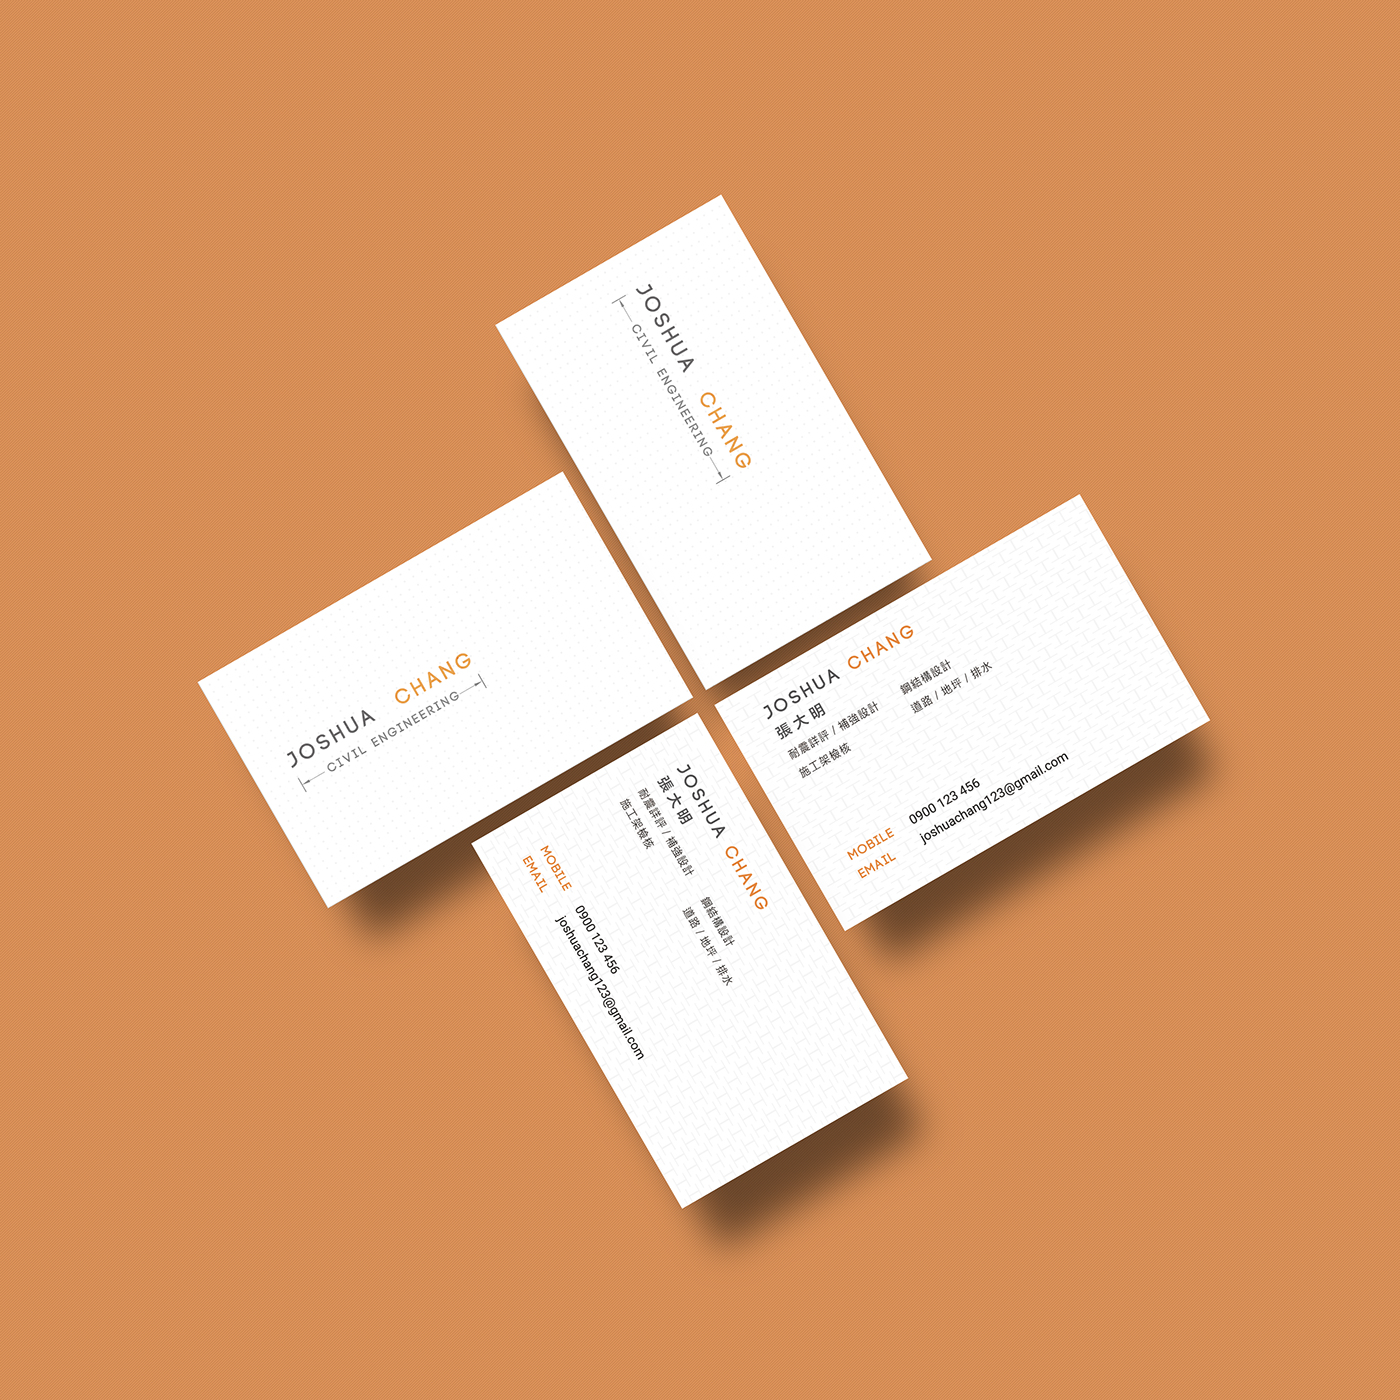 JOSHUA CHANG
CIVIL ENGINEERING
JOSHUA CHANG
CIVIL ENGINEERING
JOSHUA CHANG
張大明
耐震詳評 / 補強設計 鋼結構設計
施工架檢核 道路 / 地坪 / 排水
MOBILE 0900 123 456
EMAIL joshuachang123@gmail.com
JOSHUA CHANG
張大明
耐震詳評 / 補強設計 鋼結構設計
施工架檢核 道路 / 地坪 / 排水
MOBILE 0900 123 456
EMAIL joshuachang123@gmail.com